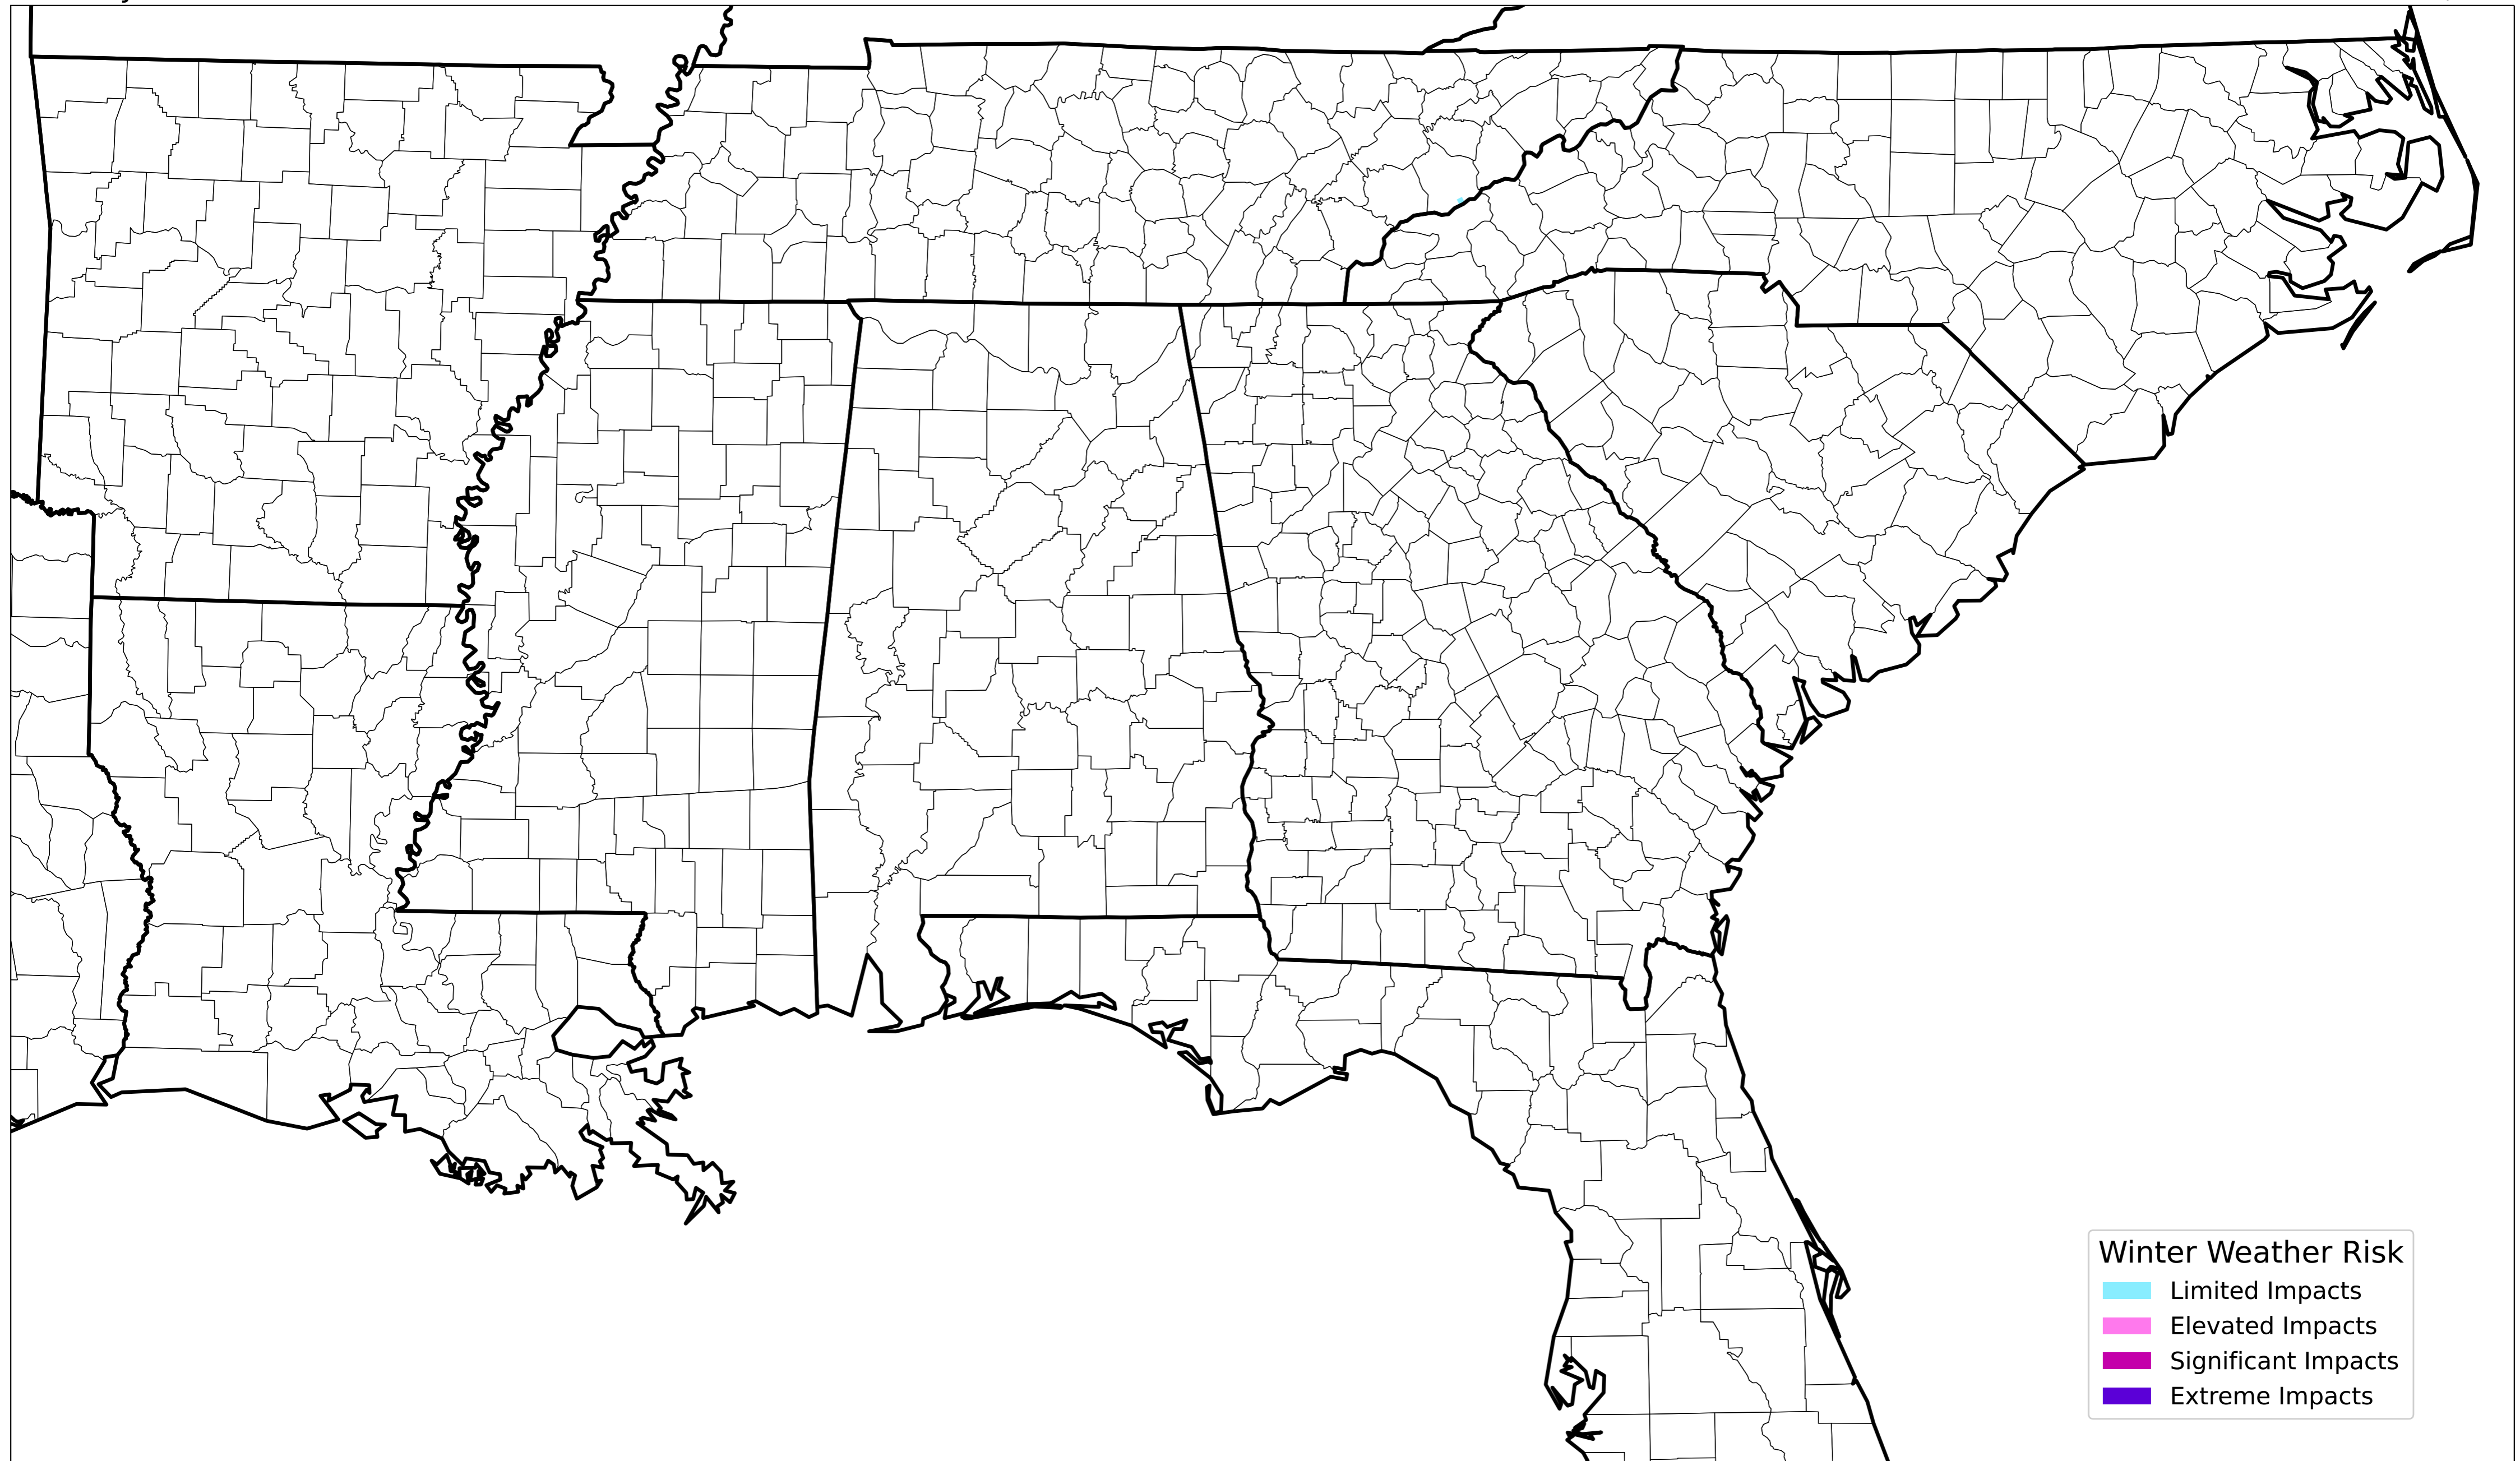 Winter Weather Risk
Limited Impacts
Elevated Impacts
Significant Impacts
Extreme Impacts